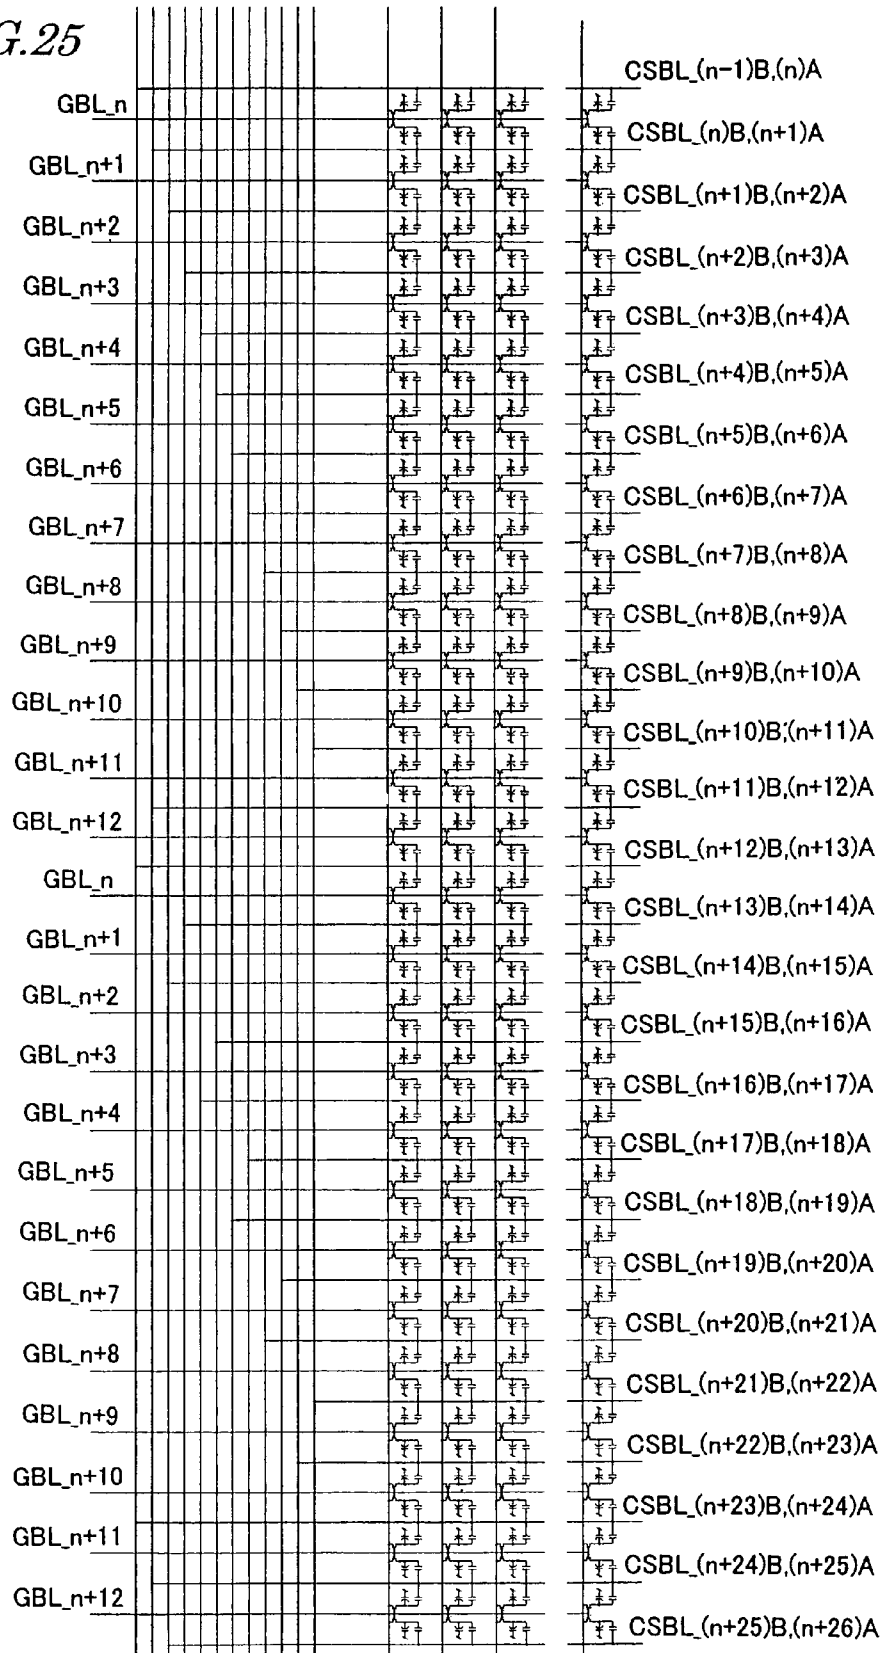 G.25
CSBL_(n-1)B,(n)A
GBL_n
CSBL_(n)B,(n+1)A
GBL_n+1
CSBL_(n+1)B,(n+2)A
GBL_n+2
CSBL_(n+2)B,(n+3)A
GBL_n+3
CSBL_(n+3)B,(n+4)A
GBL_n+4
CSBL_(n+4)B,(n+5)A
GBL_n+5
CSBL_(n+5)B,(n+6)A
GBL_n+6
CSBL_(n+6)B,(n+7)A
GBL_n+7
CSBL_(n+7)B,(n+8)A
GBL_n+8
CSBL_(n+8)B,(n+9)A
GBL_n+9
CSBL_(n+9)B,(n+10)A
GBL_n+10
CSBL_(n+10)B,(n+11)A
GBL_n+11
CSBL_(n+11)B,(n+12)A
GBL_n+12
CSBL_(n+12)B,(n+13)A
GBL_n
CSBL_(n+13)B,(n+14)A
GBL_n+1
CSBL_(n+14)B,(n+15)A
GBL_n+2
CSBL_(n+15)B,(n+16)A
GBL_n+3
CSBL_(n+16)B,(n+17)A
GBL_n+4
CSBL_(n+17)B,(n+18)A
GBL_n+5
CSBL_(n+18)B,(n+19)A
GBL_n+6
CSBL_(n+19)B,(n+20)A
GBL_n+7
CSBL_(n+20)B,(n+21)A
GBL_n+8
CSBL_(n+21)B,(n+22)A
GBL_n+9
CSBL_(n+22)B,(n+23)A
GBL_n+10
CSBL_(n+23)B,(n+24)A
GBL_n+11
CSBL_(n+24)B,(n+25)A
GBL_n+12
CSBL_(n+25)B,(n+26)A